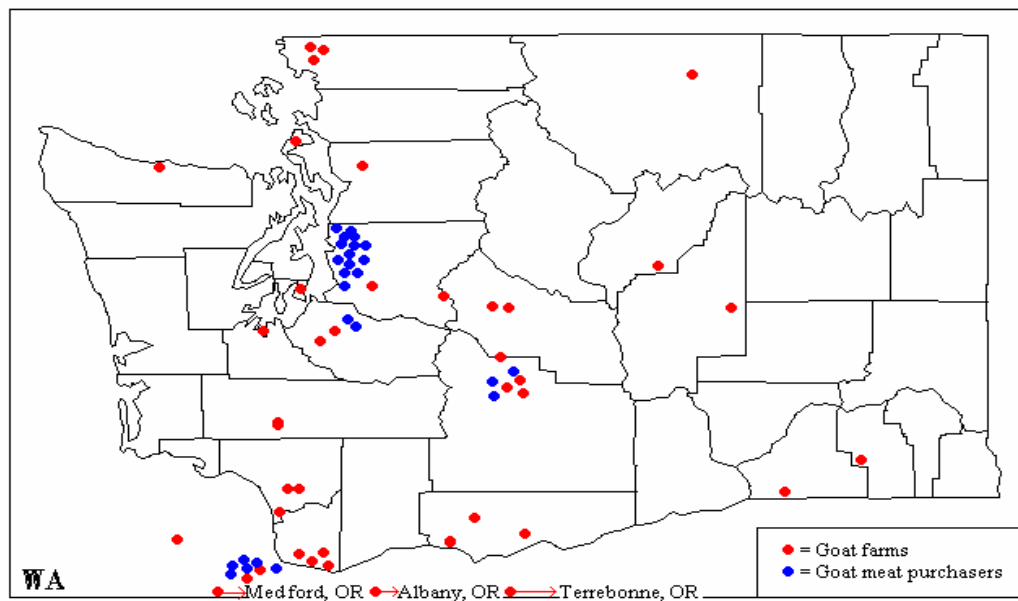 = Goat farms
= Goat meat purchasers
WA
Medford, OR Albany, OR Terrebonne, OR